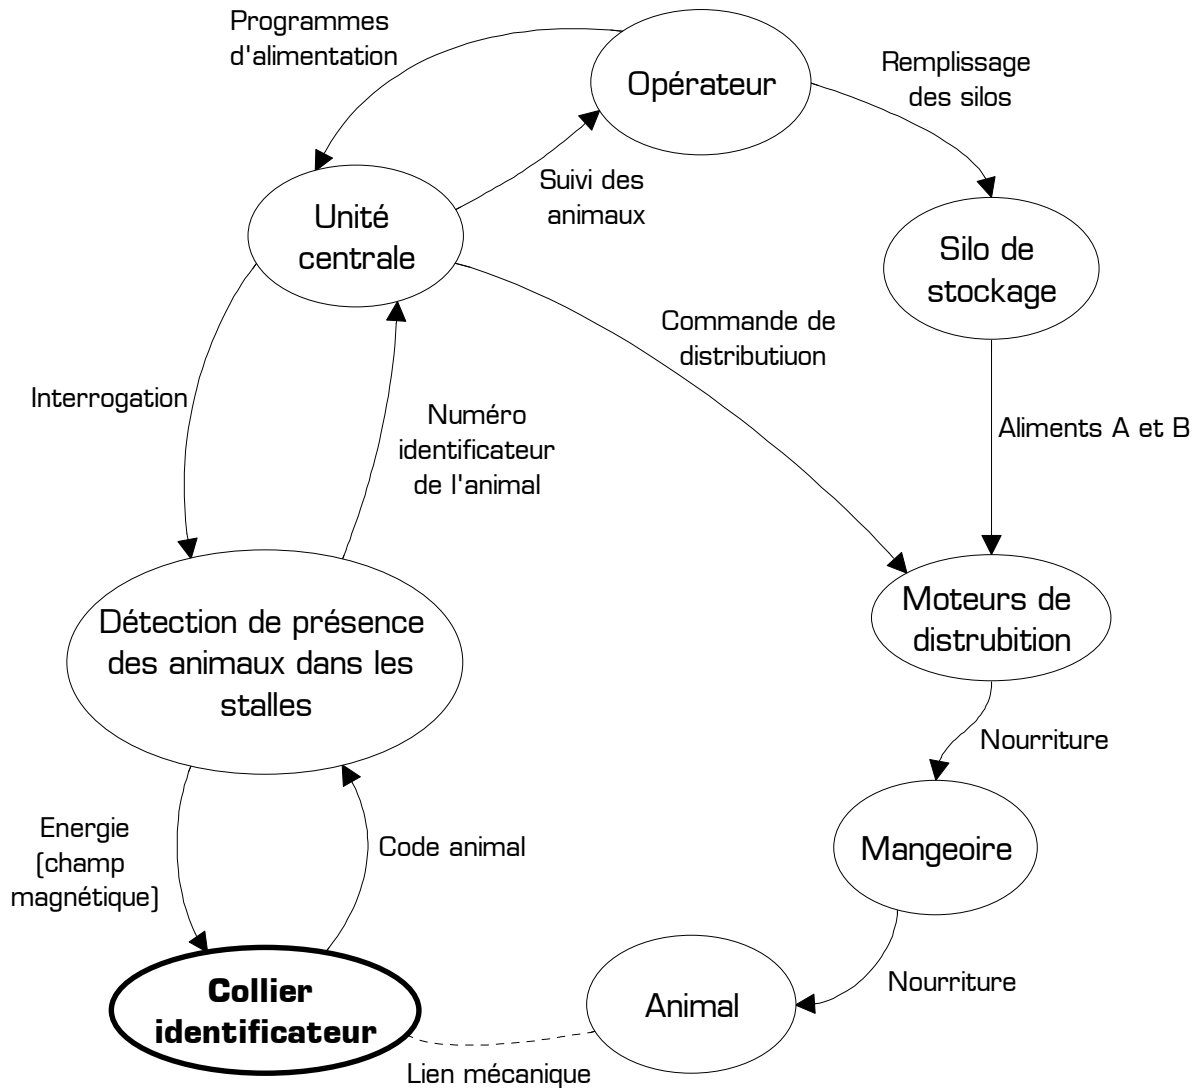 Programmes
d'alimentation
Opérateur
Remplissage
des silos
Suivi des
animaux
Unité
centrale
Silo de
stockage
Commande de
distributiuon
Interrogation
Numéro
identificateur
de l'animal
Aliments A et B
Détection de présence
des animaux dans les
stalles
Moteurs de
distrubition
Nourriture
Energie
(champ
magnétique)
Code animal
Mangeoire
Collier
identificateur
Animal
Nourriture
Lien mécanique